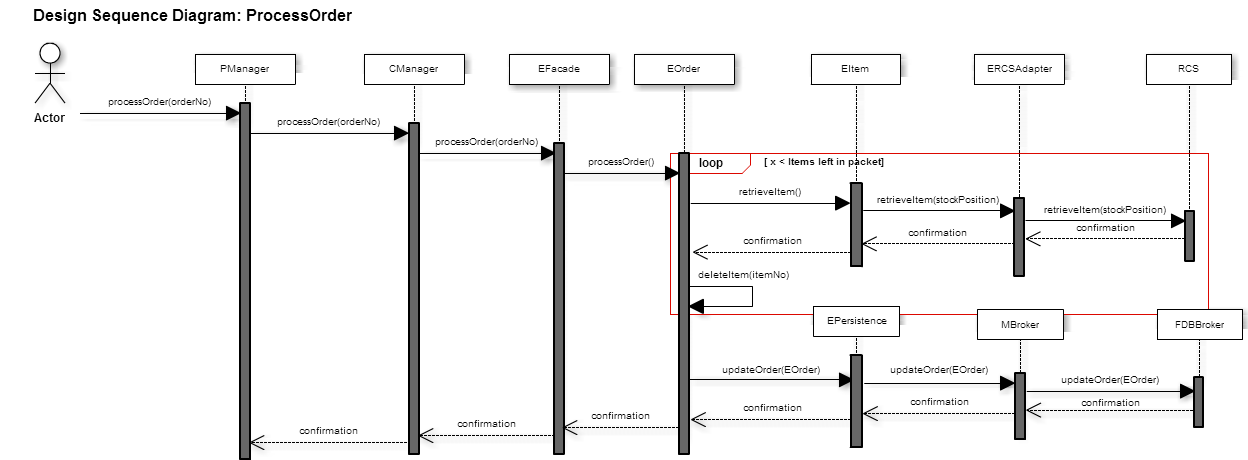 Design Sequence Diagram: ProcessOrder
PManager
CManager
EFacade
EOrder
EItem
ERCSAdapter
RCS
Actor
processOrder(orderNo)
processOrder(orderNo)
processOrder(orderNo)
processOrder()
loop
[ x < Items left in packet]
retrieveItem()
retrieveItem(stockPosition)
retrieveItem(stockPosition)
confirmation
confirmation
confirmation
deleteItem(itemNo)
EPersistence
MBroker
FDBBroker
updateOrder(EOrder)
updateOrder(EOrder)
updateOrder(EOrder)
confirmation
confirmation
confirmation
confirmation
confirmation
confirmation